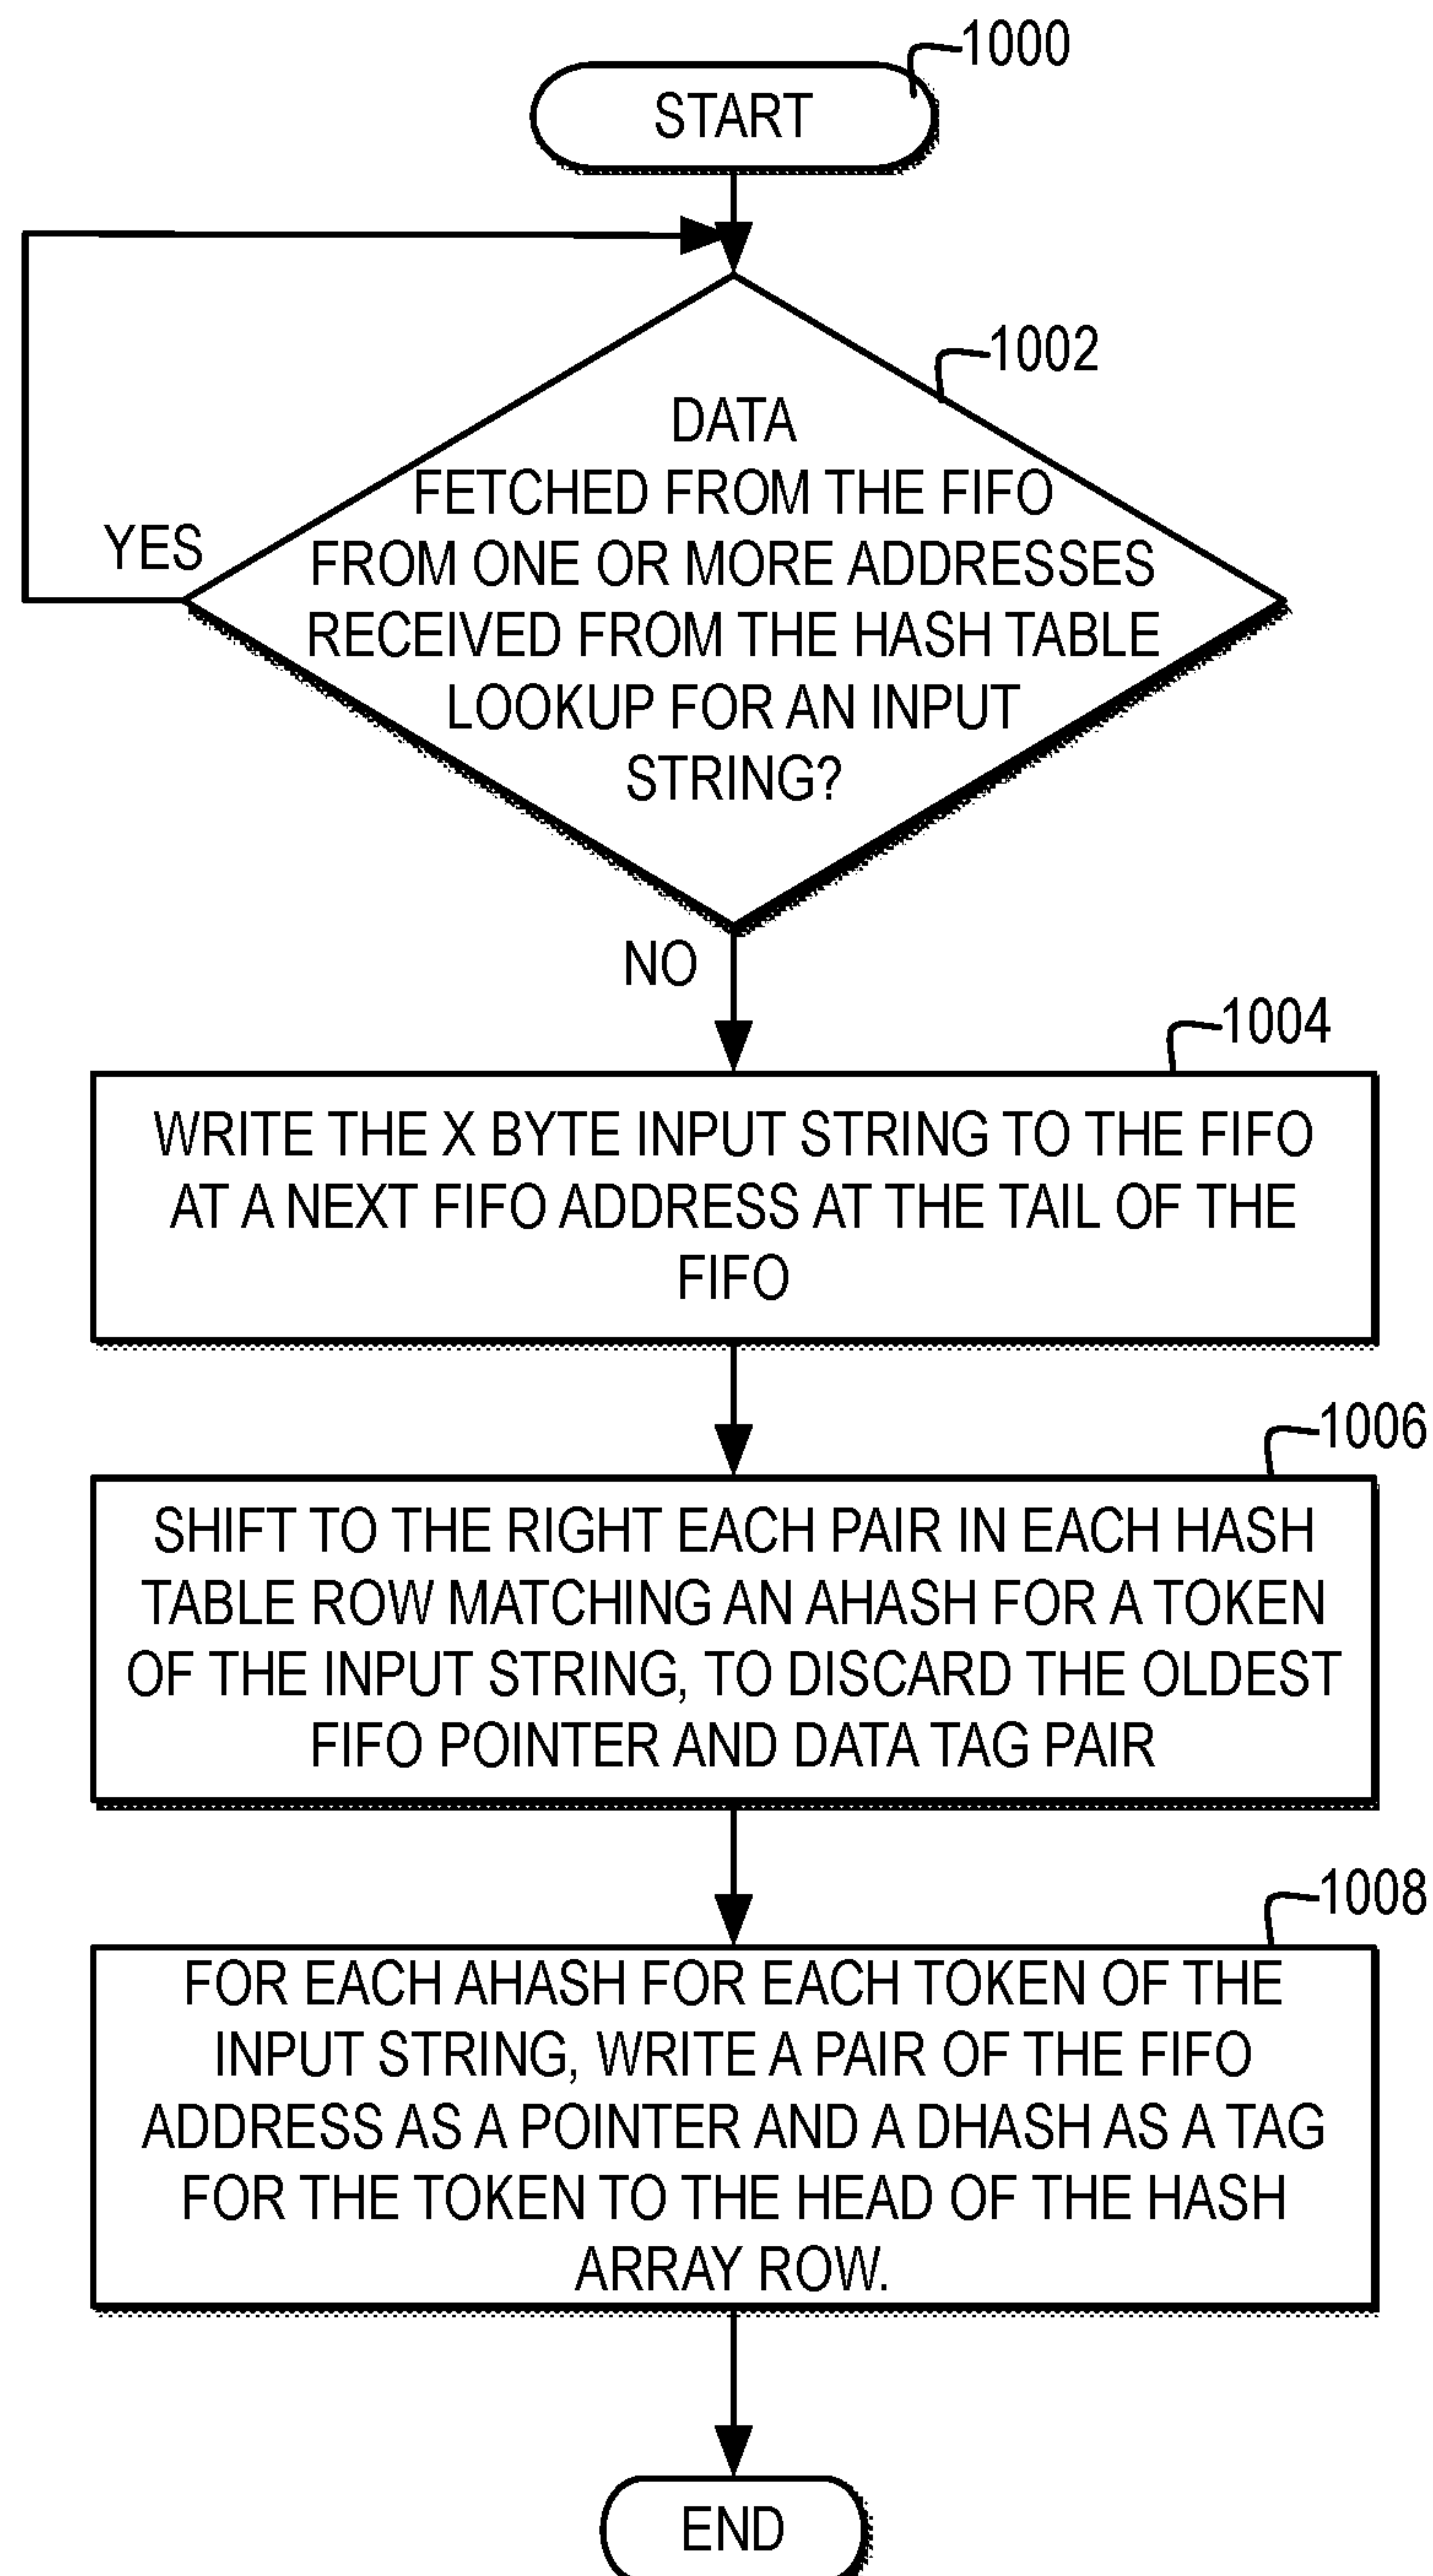 1000
START
1002
DATA
FETCHED FROM THE FIFO
FROM ONE OR MORE ADDRESSES
YES
RECEIVED FROM THE HASH TABLE
LOOKUP FOR AN INPUT
STRING?
NO
1004
WRITE THE X BYTE INPUT STRING TO THE FIFO
AT A NEXT FIFO ADDRESS AT THE TAIL OF THE
FIFO
1006
SHIFT TO THE RIGHT EACH PAIR IN EACH HASH
TABLE ROW MATCHING AN AHASH FOR A TOKEN
OF THE INPUT STRING, TO DISCARD THE OLDEST
FIFO POINTER AND DATA TAG PAIR
1008
FOR EACH AHASH FOR EACH TOKEN OF THE
INPUT STRING, WRITE A PAIR OF THE FIFO
ADDRESS AS A POINTER AND A DHASH AS A TAG
FOR THE TOKEN TO THE HEAD OF THE HASH
ARRAY ROW.
END